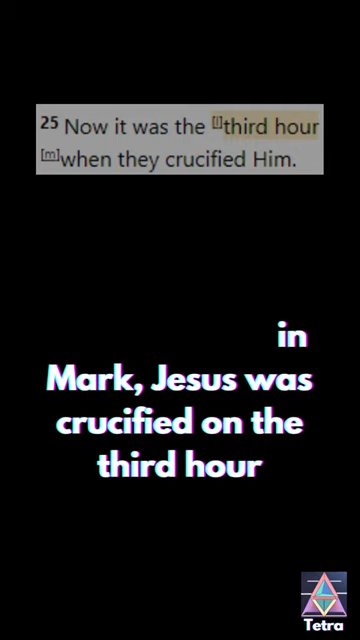 25 Now it was the [l]third hour
[m]when they crucified Him.
in
Mark, Jesus was
crucified on the
third hour
Tetra